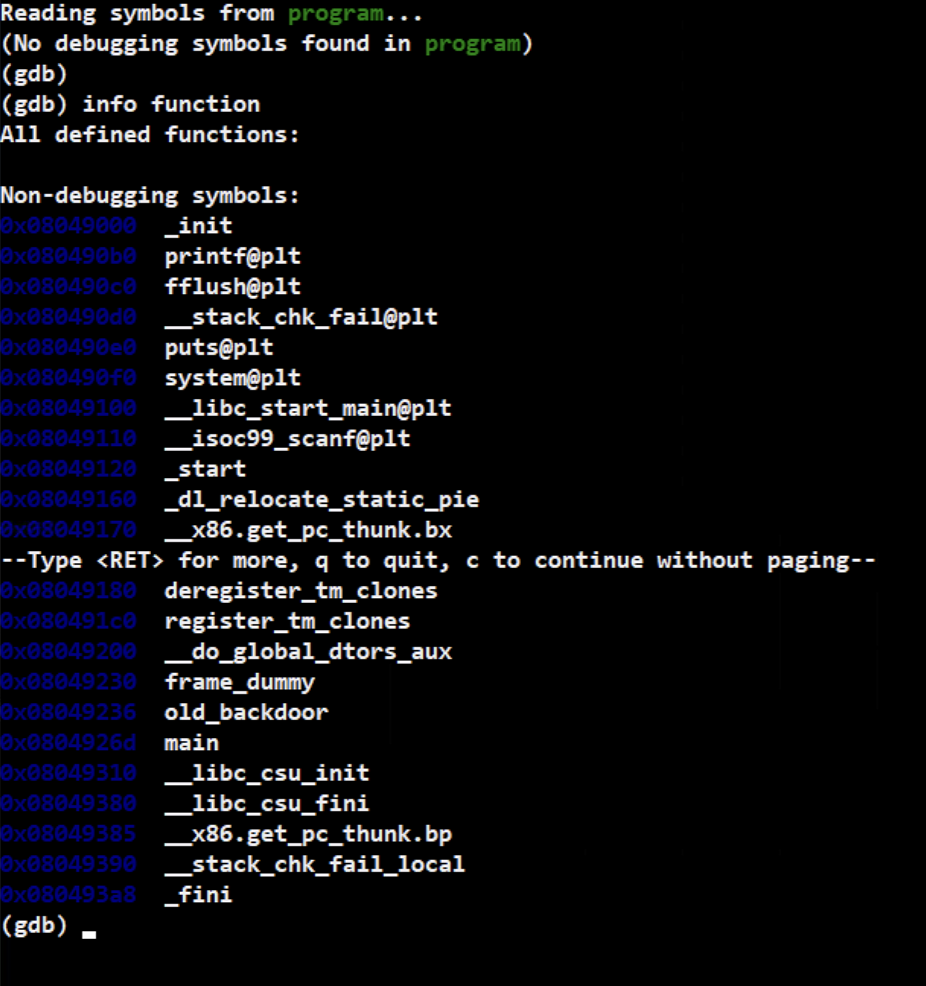 Reading symbols from program...
(No debugging symbols found in program)
(gdb)
(gdb) info function
All defined functions:
Non-debugging symbols:
0x08049000 _init
0x080490b0 printf@plt
0x080490c0 fflush@plt
0x080490d0 __stack_chk_fail@plt
0x080490e0 puts@plt
0x080490f0 system@plt
0x08049100 __libc_start_main@plt
0x08049110 __isoc99_scanf@plt
0x08049120 _start
0x08049160 _dl_relocate_static_pie
0x08049170 __x86.get_pc_thunk.bx
--Type <RET> for more, q to quit, c to continue without paging--
0x08049180 deregister_tm_clones
0x080491c0 register_tm_clones
0x08049200 __do_global_dtors_aux
0x08049230 frame_dummy
0x08049236 old_backdoor
0x0804926d main
0x08049310 __libc_csu_init
0x08049380 __libc_csu_fini
0x08049385 __x86.get_pc_thunk.bp
0x08049390 __stack_chk_fail_local
0x080493a8 _fini
(gdb)